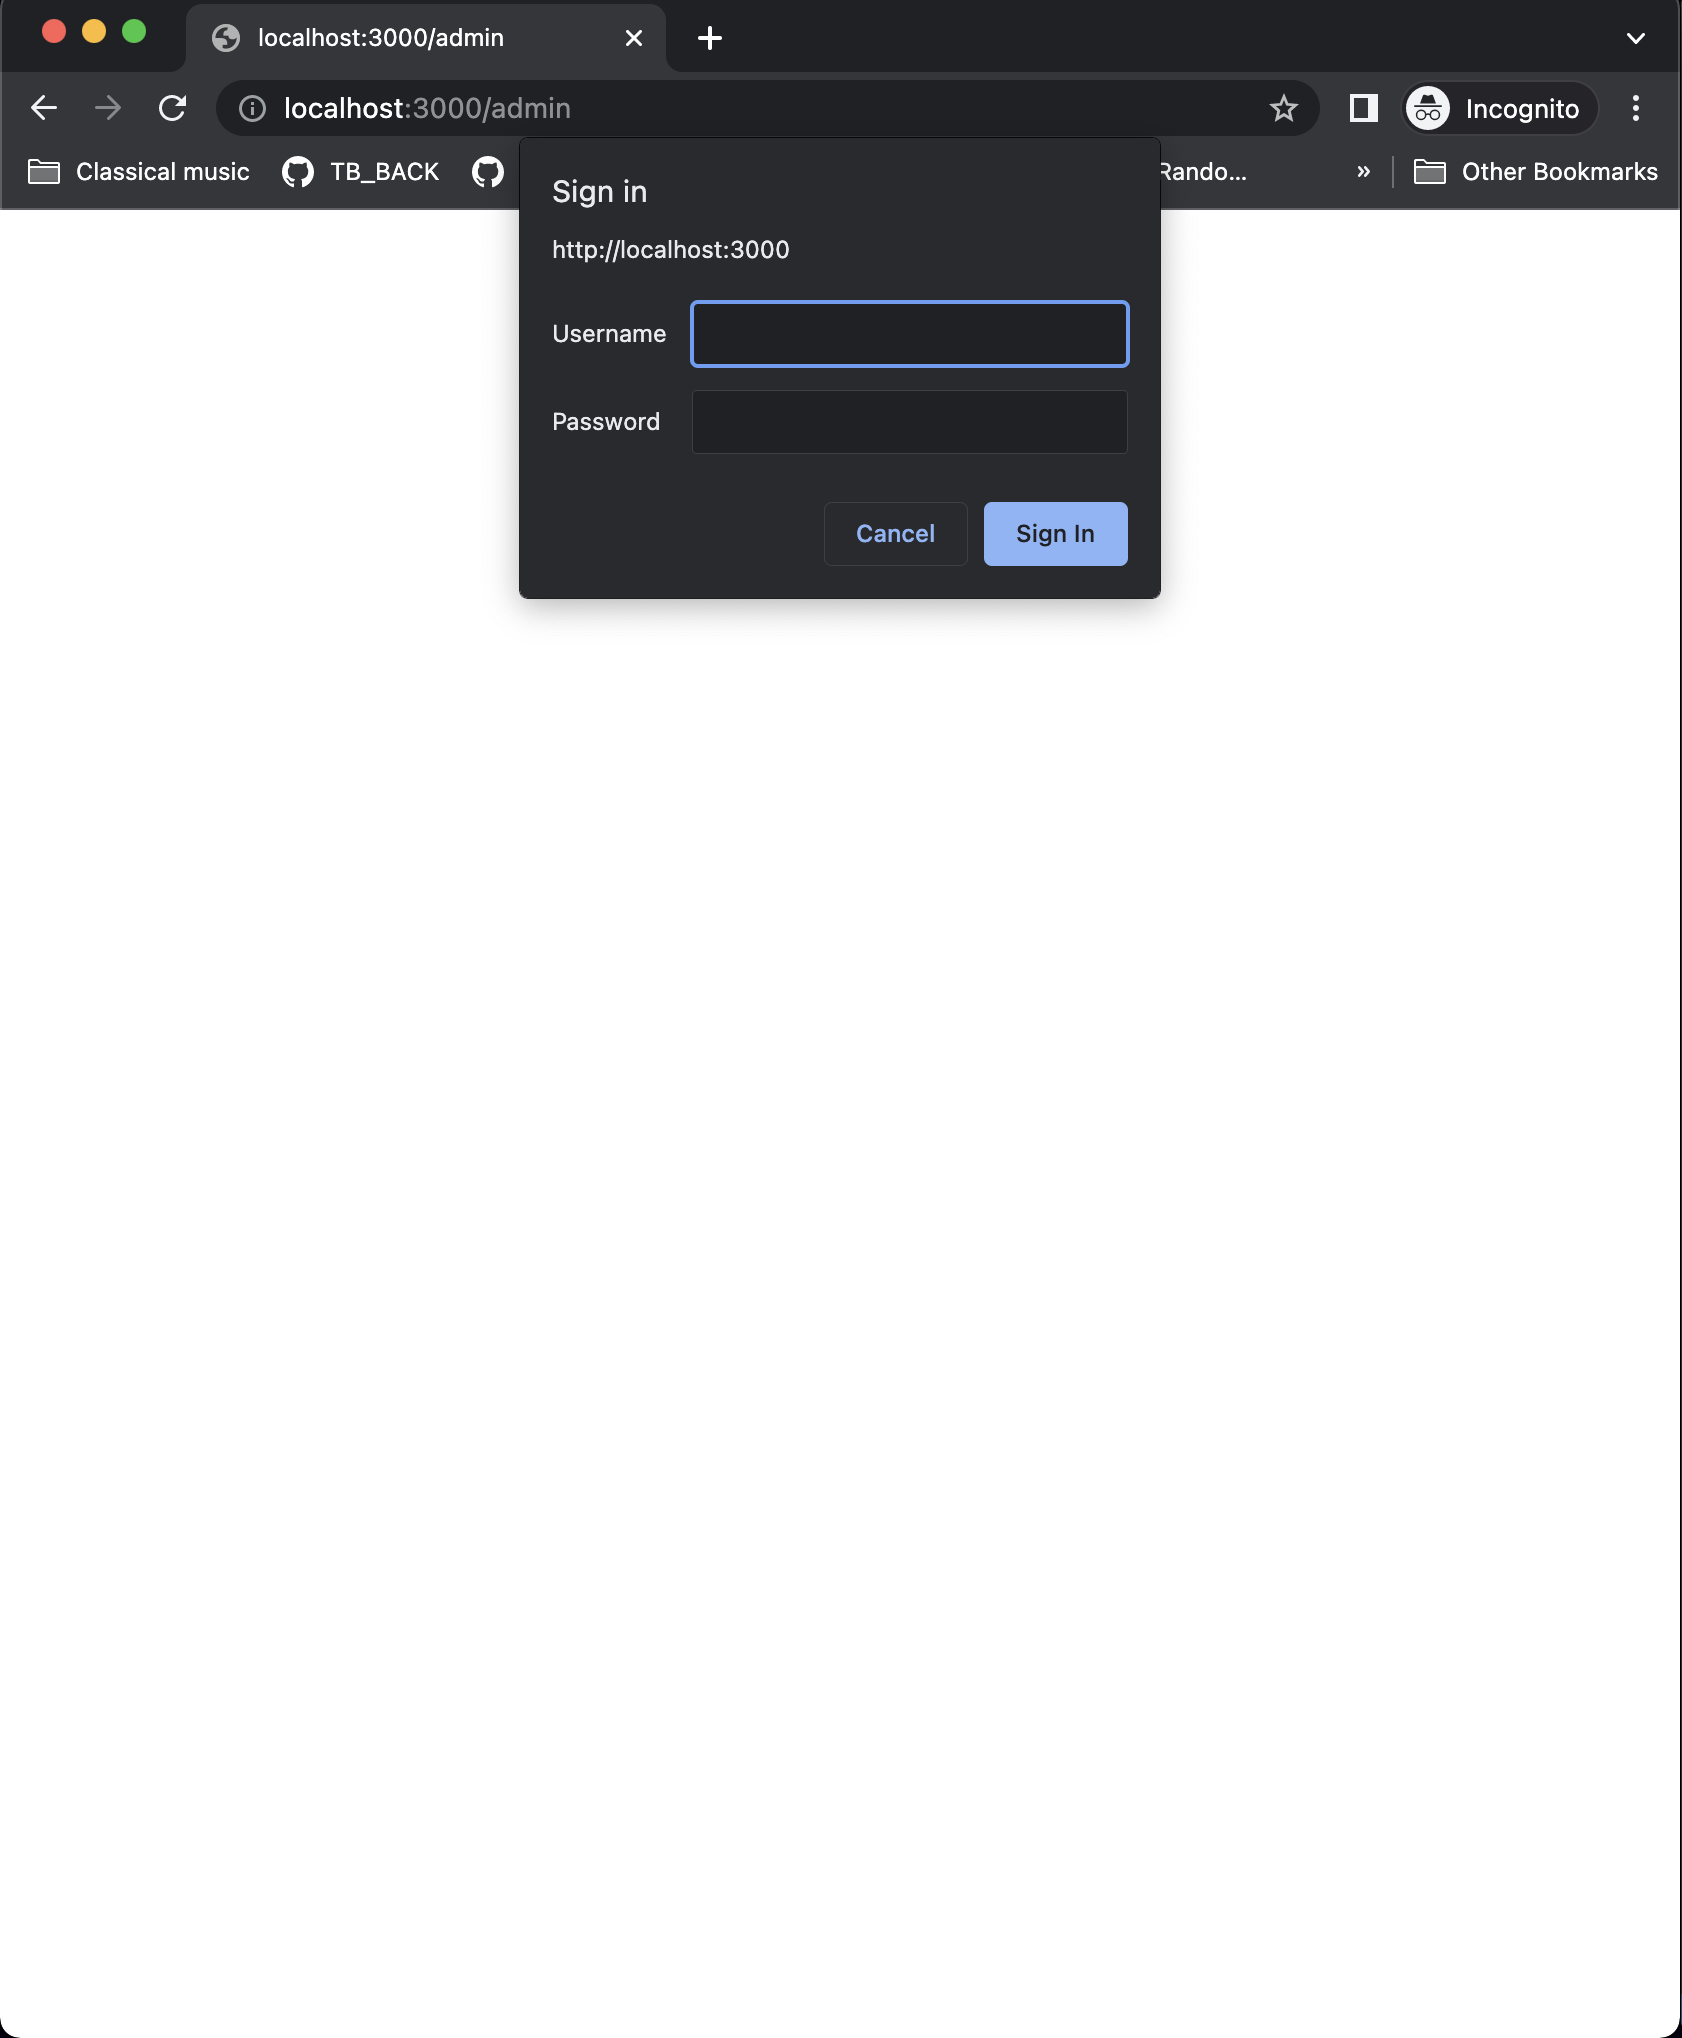 localhost:3000/admin
localhost:3000/admin
Incognito
Classical music
TB_BACK
Rando...
»
Other Bookmarks
Sign in
http://localhost:3000
Username
Password
Cancel
Sign In